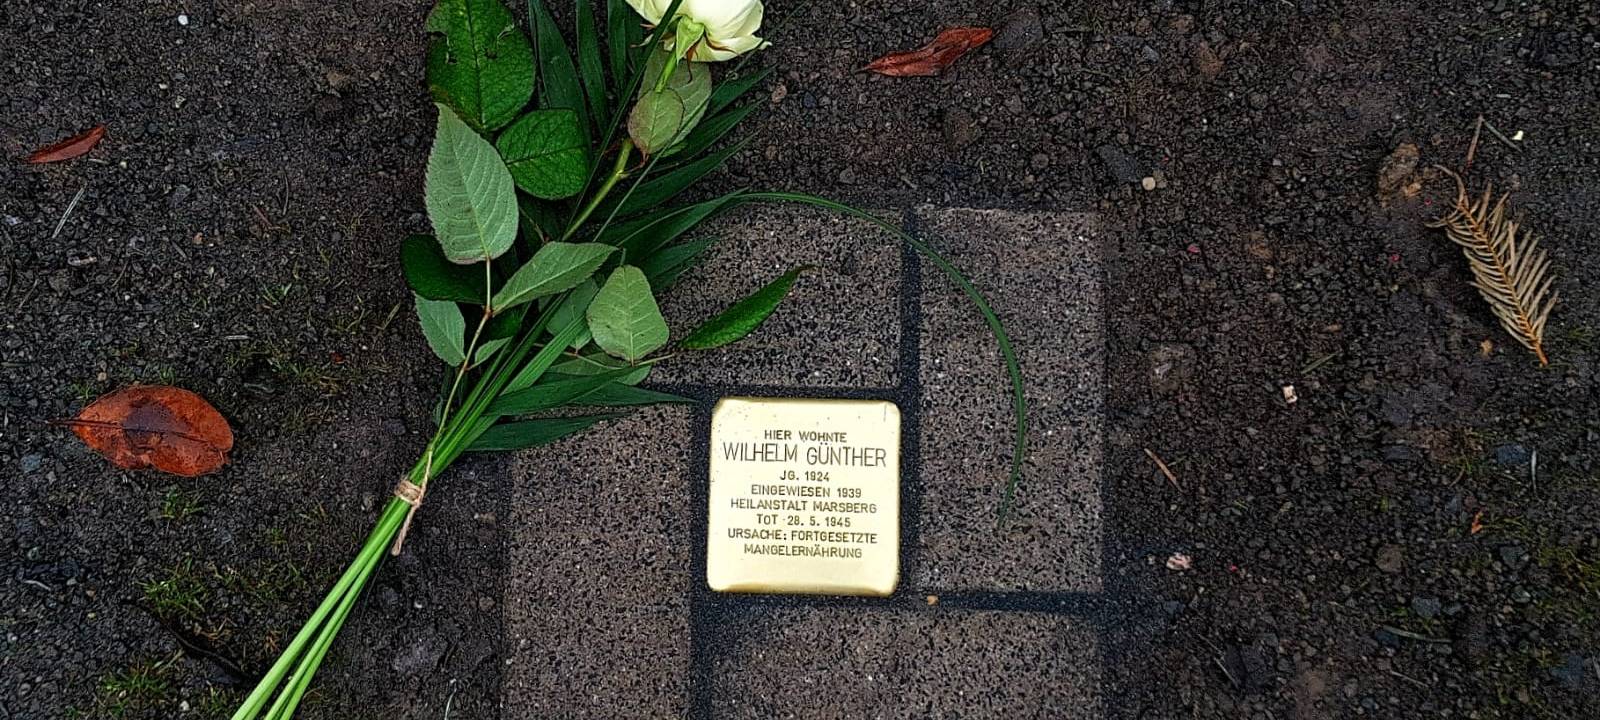 HIER WOHNTE
WILHELM GÜNTHER
JG. 1924
EINGEWIESEN 1939
HEILANSTALT MARSBERG
TOT 28. 5. 1945
URSACHE: FORTGESETZTE
MANGELERNÄHRUNG